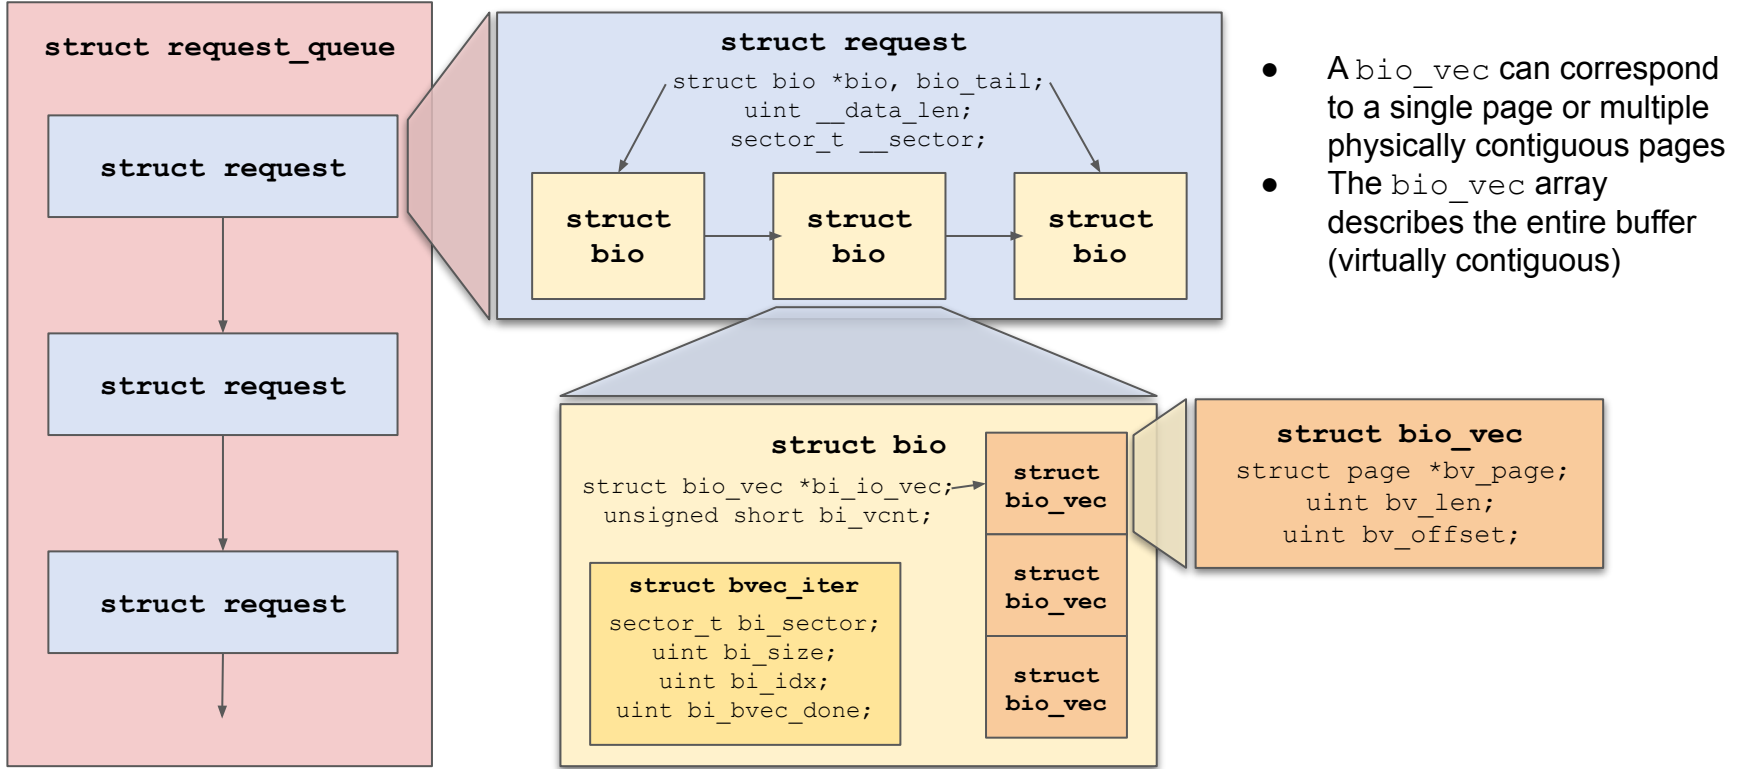 struct request_queue
struct request
struct request
struct request
struct request
struct bio *bio, bio_tail;
uint __data_len;
sector_t __sector;
struct
bio
struct
bio
struct
bio
struct bio
struct bio_vec *bi_io_vec;
unsigned short bi_vcnt;
struct bvec_iter
sector_t bi_sector;
uint bi_size;
uint bi_idx;
uint bi_bvec_done;
struct
bio_vec
struct
bio_vec
struct
bio_vec
struct bio_vec
struct page *bv_page;
uint bv_len;
uint bv_offset;
● A bio_vec can correspond
to a single page or multiple
physically contiguous pages
● The bio_vec array
describes the entire buffer
(virtually contiguous)